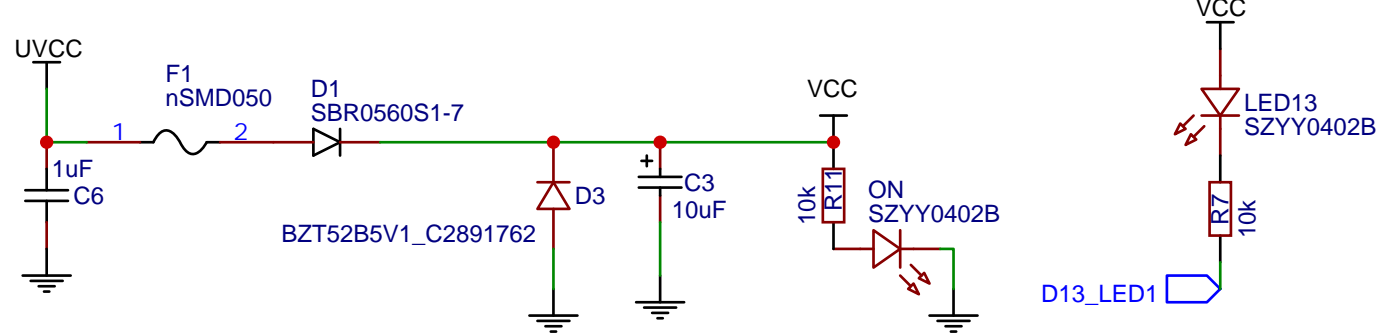 UVCC
F1
nSMD050
1
2
D1
SBR0560S1-7
1uF
C6
D3
BZT52B5V1_C2891762
+
C3
10uF
VCC
10k
R11
ON
SZYY0402B
VCC
LED13
SZYY0402B
R7
10k
D13_LED1